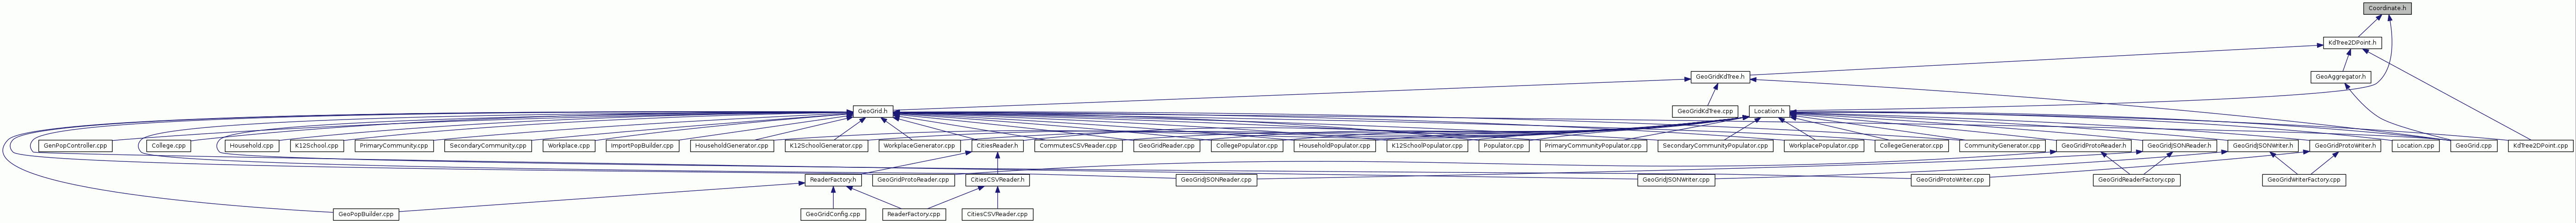 Coordinate.h
KdTree2DPoint.h
GeoGridKdTree.h
GeoAggregator.h
GeoGrid.h
GeoGridKdTree.cpp
Location.h
GenPopController.cpp
College.cpp
Household.cpp
K12School.cpp
PrimaryCommunity.cpp
SecondaryCommunity.cpp
Workplace.cpp
ImportPopBuilder.cpp
HouseholdGenerator.cpp
K12SchoolGenerator.cpp
WorkplaceGenerator.cpp
CitiesReader.h
CommutesCSVReader.cpp
GeoGridReader.cpp
CollegePopulator.cpp
HouseholdPopulator.cpp
K12SchoolPopulator.cpp
Populator.cpp
PrimaryCommunityPopulator.cpp
SecondaryCommunityPopulator.cpp
WorkplacePopulator.cpp
CollegeGenerator.cpp
CommunityGenerator.cpp
GeoGridProtoReader.h
GeoGridJSONReader.h
GeoGridJSONWriter.h
GeoGridProtoWriter.h
Location.cpp
GeoGrid.cpp
KdTree2DPoint.cpp
ReaderFactory.h
GeoGridProtoReader.cpp
CitiesCSVReader.h
GeoGridJSONReader.cpp
GeoGridJSONWriter.cpp
GeoGridProtoWriter.cpp
GeoGridReaderFactory.cpp
GeoGridWriterFactory.cpp
GeoPopBuilder.cpp
GeoGridConfig.cpp
ReaderFactory.cpp
CitiesCSVReader.cpp